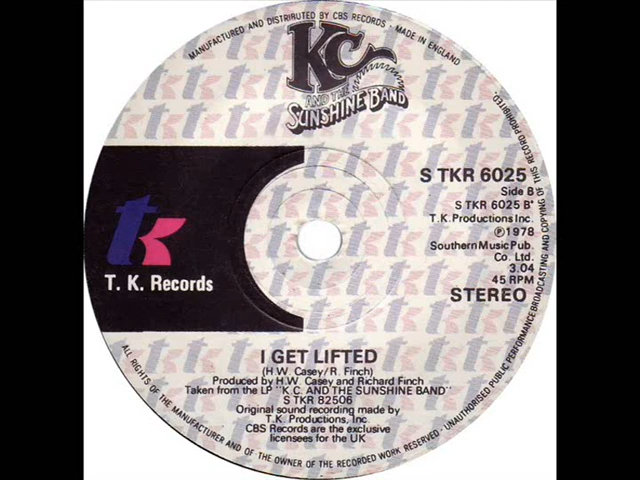 MANUFACTURED AND DISTRIBUTED BY CBS RECORDS - MADE IN ENGLAND
KC
AND THE
SUNSHINE BAND
S TKR 6025
Side B
S TKR 6025 B*
T.K.Productions Inc.
℗ 1978
Southern Music Pub.
Co. Ltd.
3.04
45 RPM
STEREO
tk
T. K. Records
I GET LIFTED
(H.W. Casey/R. Finch)
Produced by H.W. Casey and Richard Finch
Taken from the LP "K.C. AND THE SUNSHINE BAND"
S TKR 82506
Original sound recording made by
T.K. Productions, Inc.
CBS Records are the exclusive
licensees for the UK
ALL RIGHTS OF THE MANUFACTURER AND OF THE OWNER OF THE RECORDED WORK RESERVED - UNAUTHORISED PUBLIC PERFORMANCE BROADCASTING AND COPYING OF THIS RECORD PROHIBITED.